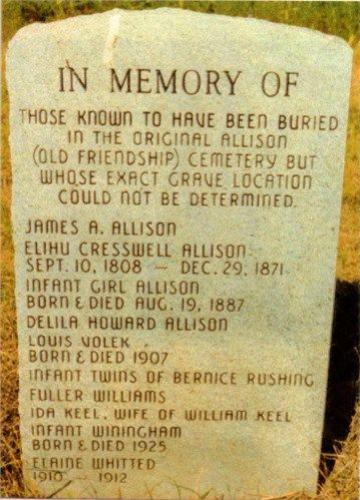 IN MEMORY OF
THOSE KNOWN TO HAVE BEEN BURIED
IN THE ORIGINAL ALLISON
(OLD FRIENDSHIP) CEMETERY BUT
WHOSE EXACT GRAVE LOCATION
COULD NOT BE DETERMINED.
JAMES A. ALLISON
ELIHU CRESSWELL ALLISON
SEPT. 10, 1808 — DEC. 29, 1871
INFANT GIRL ALLISON
BORN & DIED AUG. 19, 1887
DELILA HOWARD ALLISON
LOUIS VOLEK
BORN & DIED 1907
INFANT TWINS OF BERNICE RUSHING
FULLER WILLIAMS
IDA KEEL, WIFE OF WILLIAM KEEL
INFANT WININGHAM
BORN & DIED 1925
ELAINE WHITTED
1910 — 1912